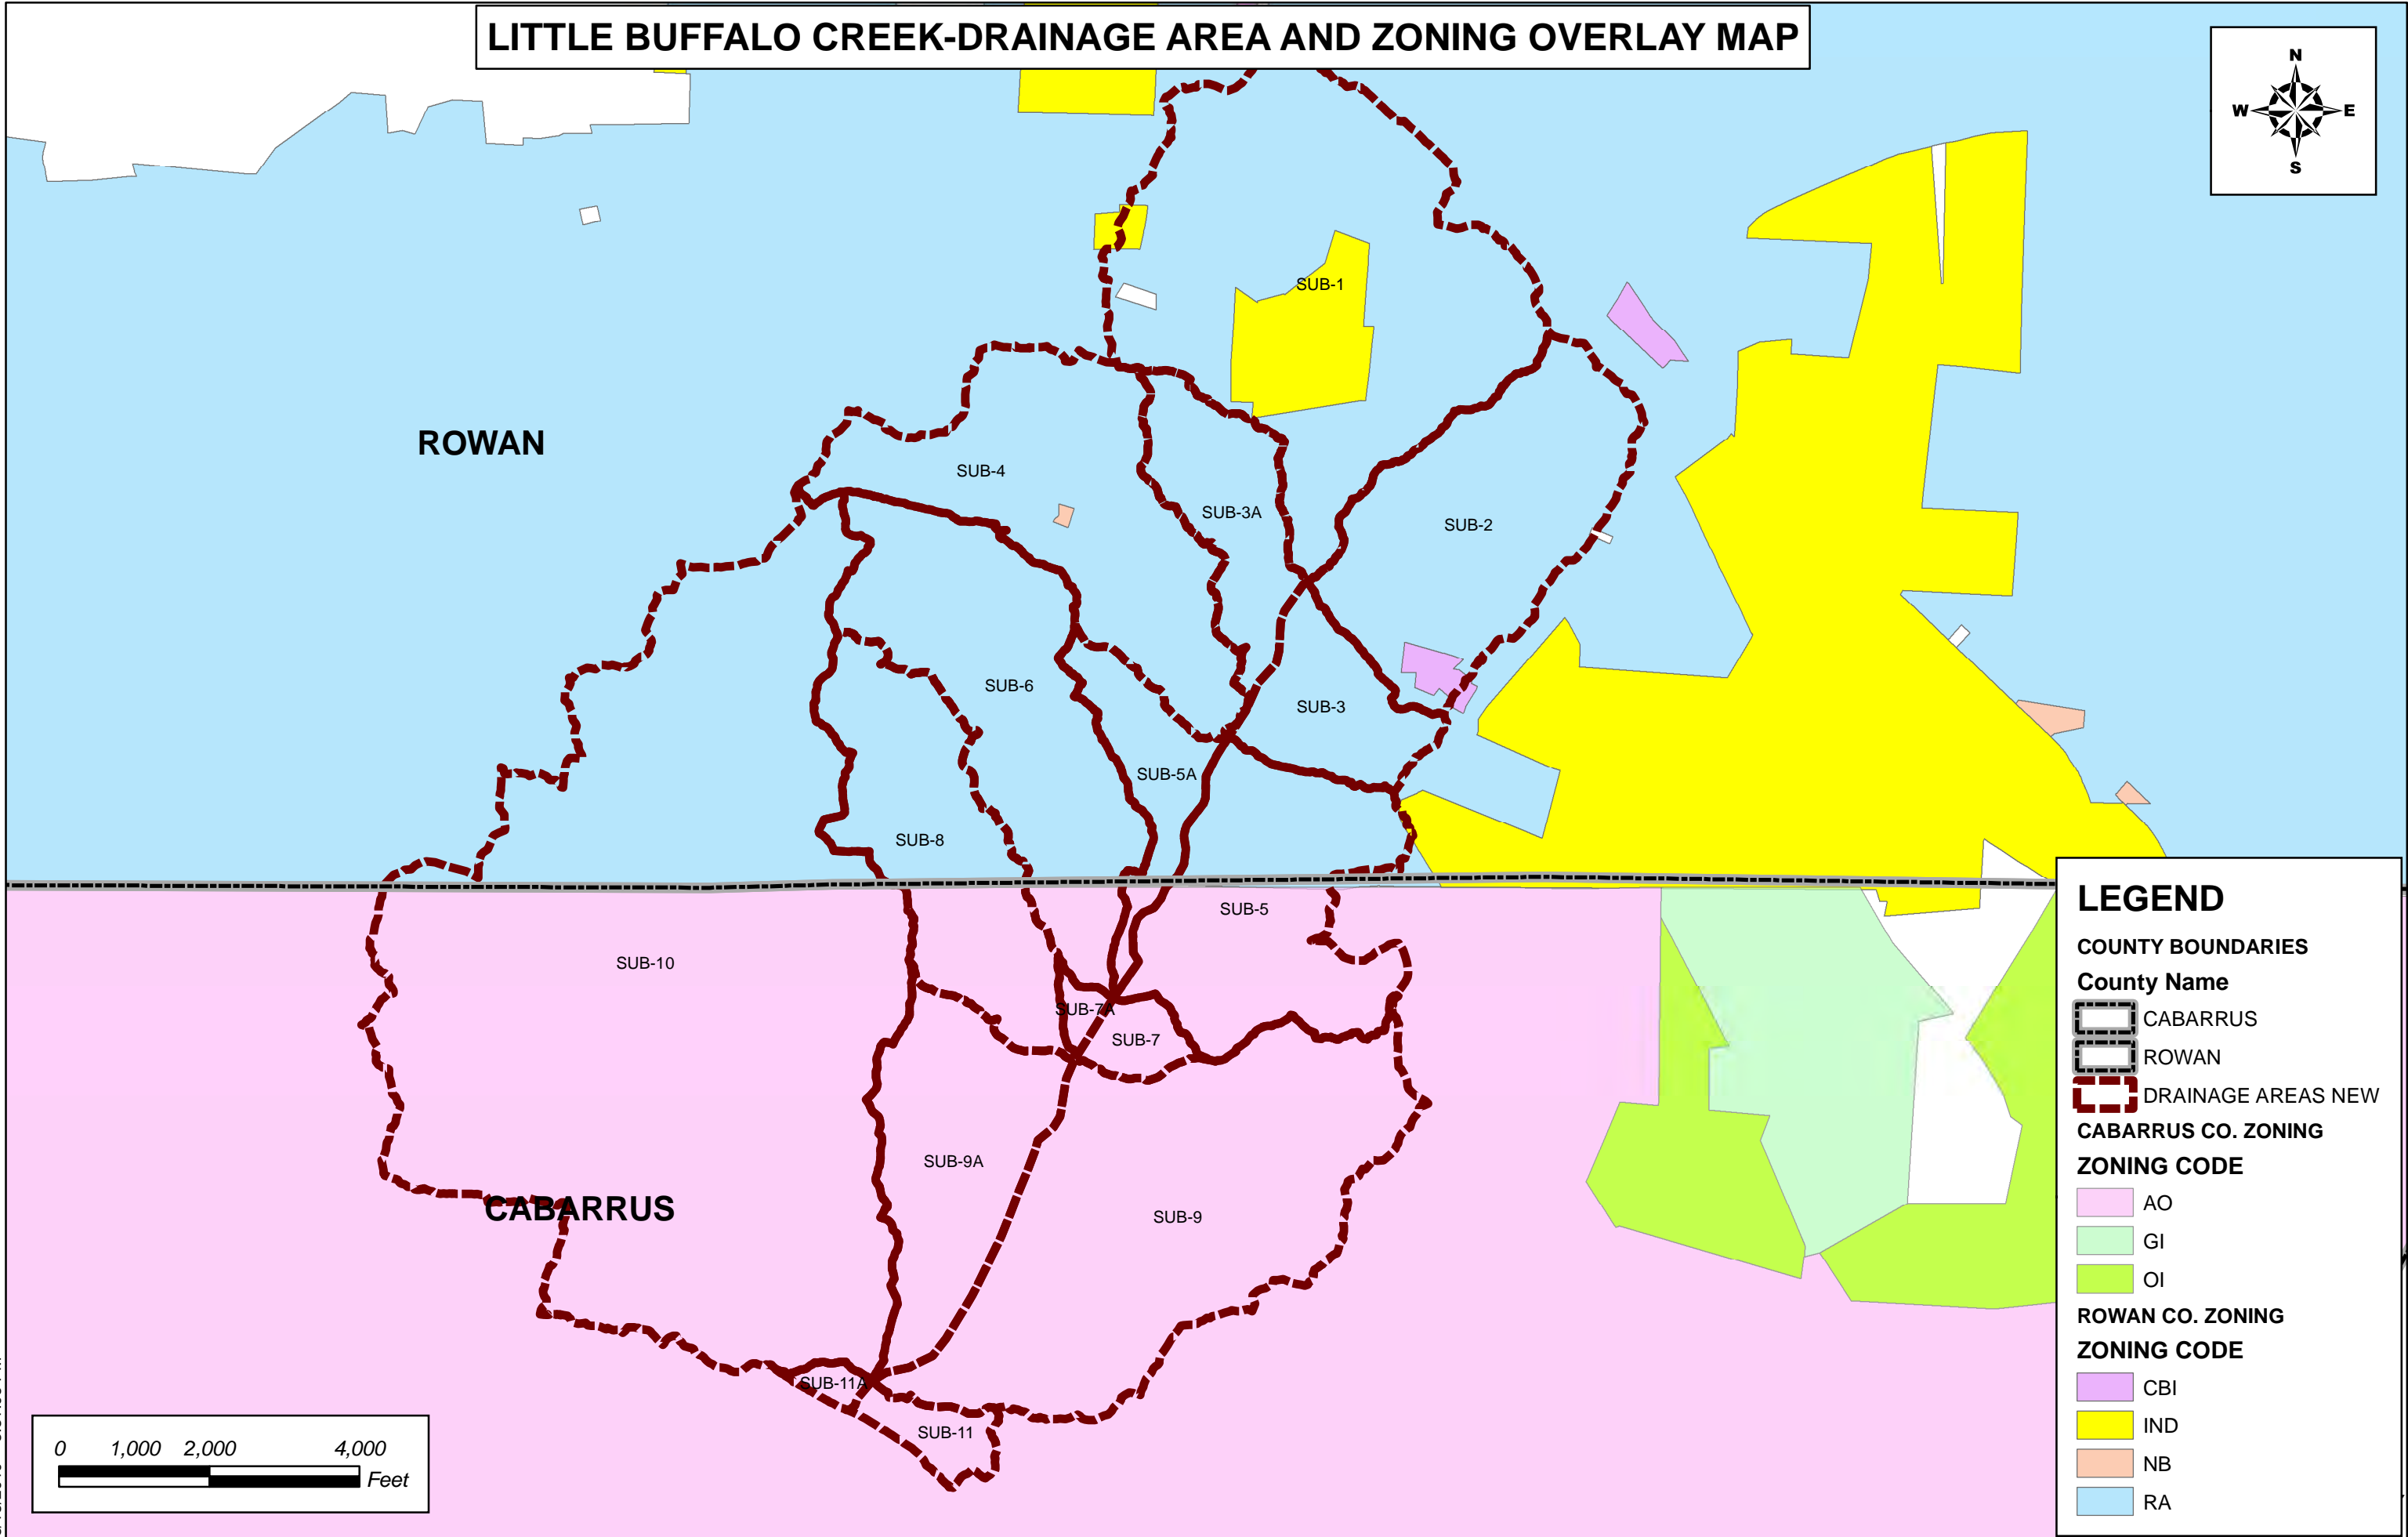 LITTLE BUFFALO CREEK-DRAINAGE AREA AND ZONING OVERLAY MAP
N
W
E
S
SUB-1
ROWAN
SUB-4
SUB-3A
SUB-2
SUB-6
SUB-3
SUB-5A
SUB-8
SUB-5
SUB-10
SUB-7A
SUB-7
SUB-9A
CABARRUS
SUB-9
SUB-11A
SUB-11
0 1,000 2,000 4,000
Feet
LEGEND
COUNTY BOUNDARIES
County Name
CABARRUS
ROWAN
DRAINAGE AREAS NEW
CABARRUS CO. ZONING
ZONING CODE
AO
GI
OI
ROWAN CO. ZONING
ZONING CODE
CBI
IND
NB
RA